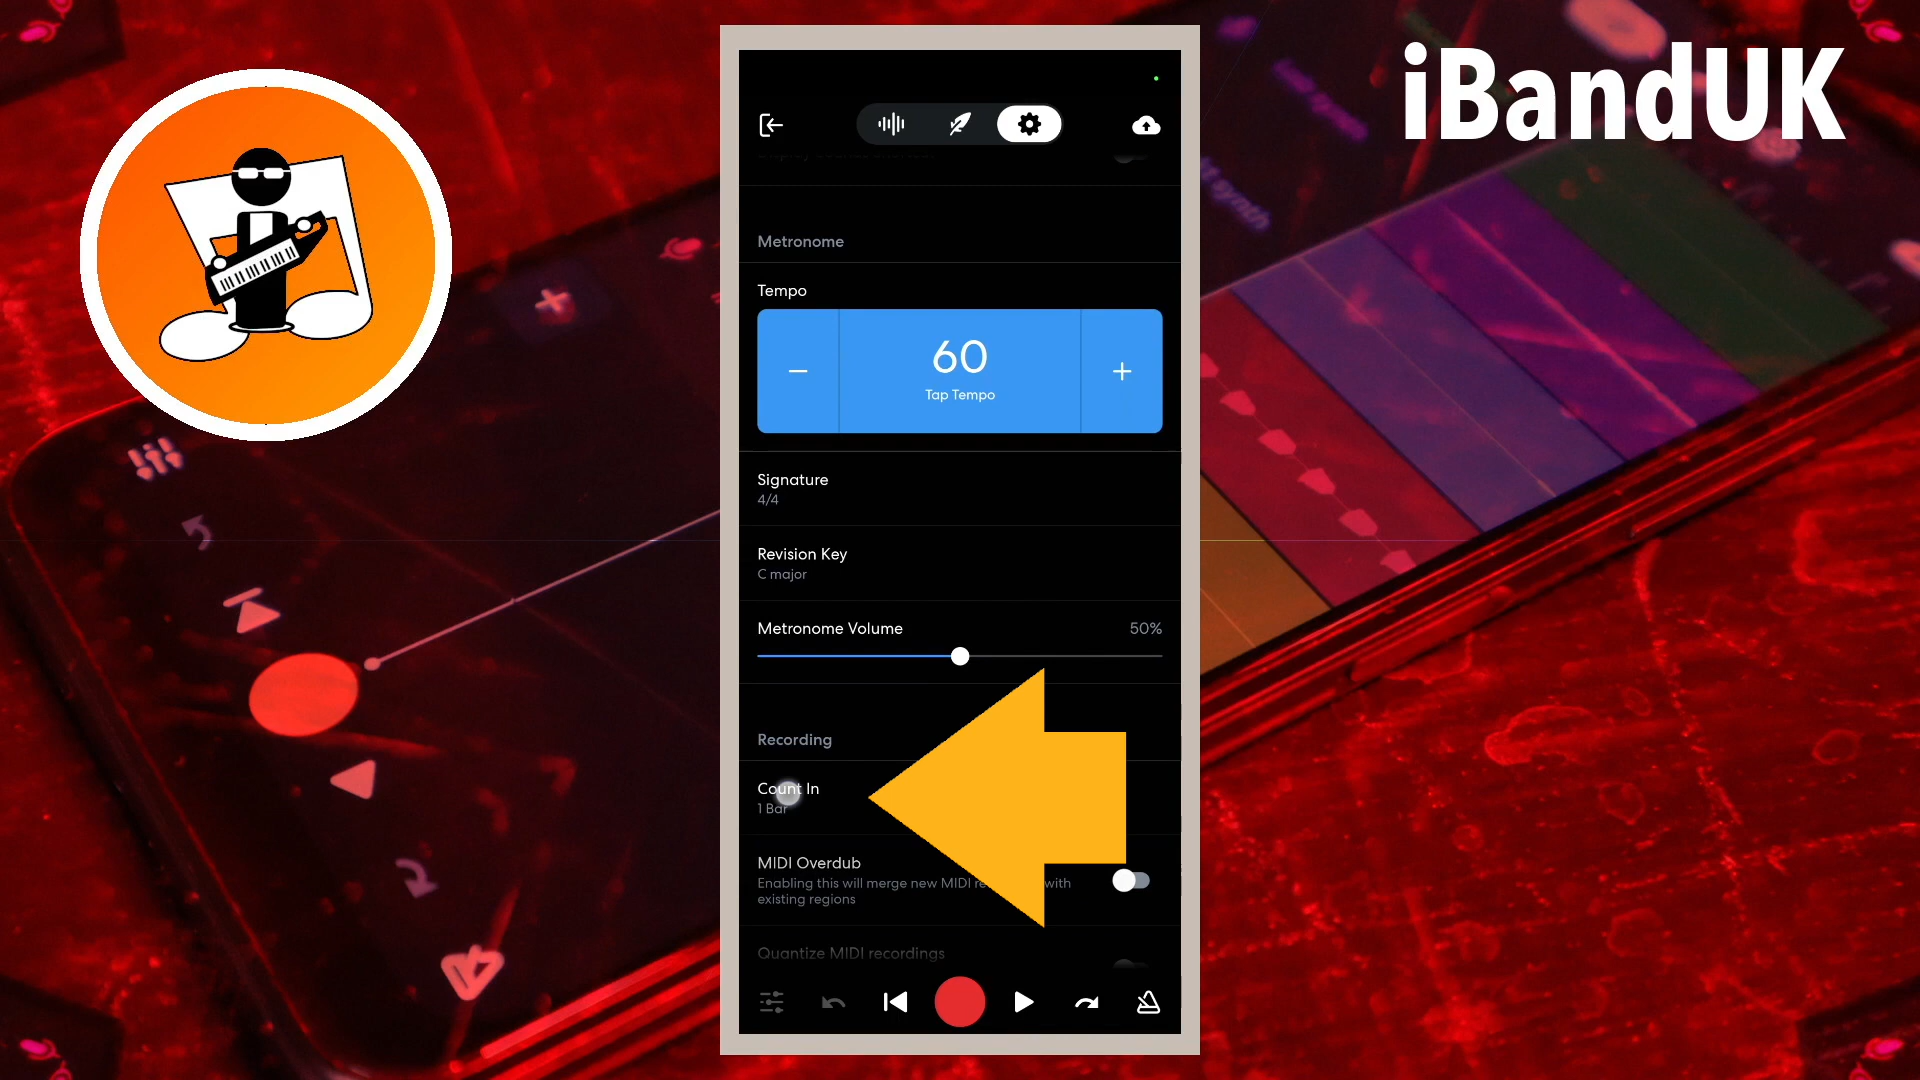 iBandUK
Metronome
Tempo
60
Tap Tempo
Signature
4/4
Revision Key
C major
Metronome Volume
50%
Recording
Count In
1 Bar
MIDI Overdub
Enabling this will merge new MIDI with
existing regions
Quantize MIDI recordings
synth